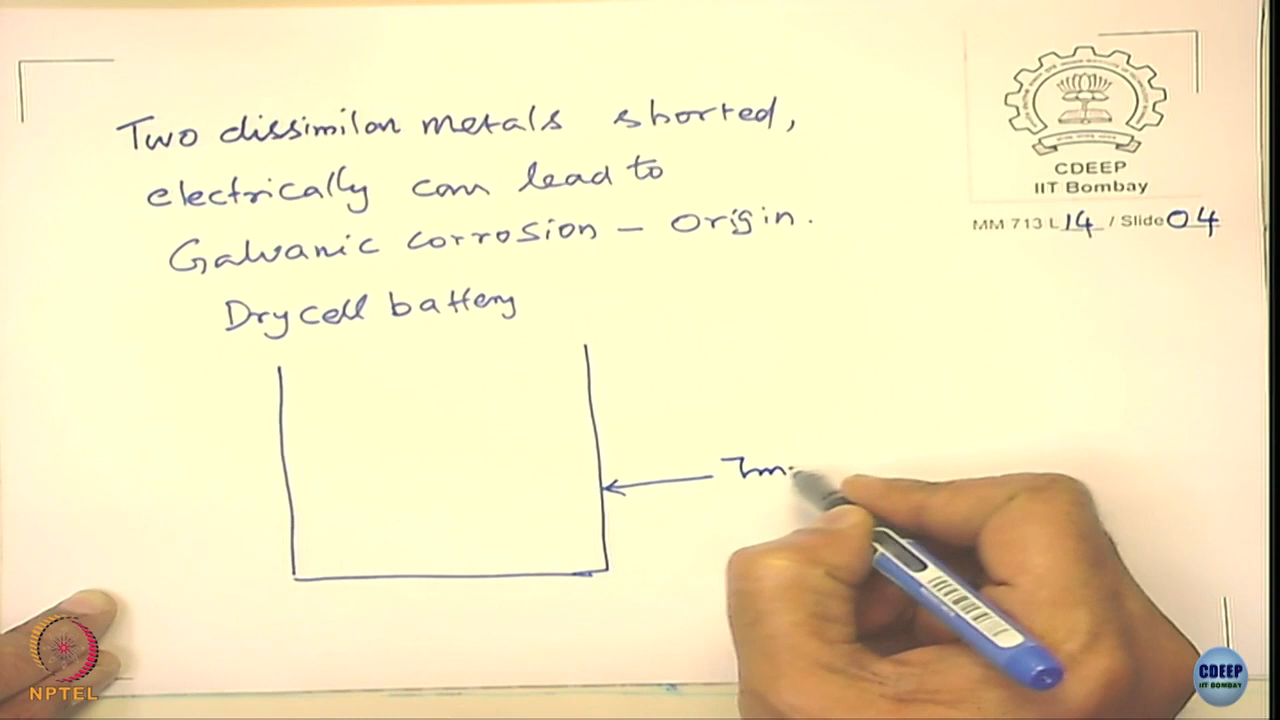 Two dissimilar metals shorted,
electrically can lead to
Galvanic corrosion – origin.
Dry cell battery
CDEEP
IIT Bombay
MM 713 L 14 / Slide 04
NPTEL
CDEEP
IIT BOMBAY